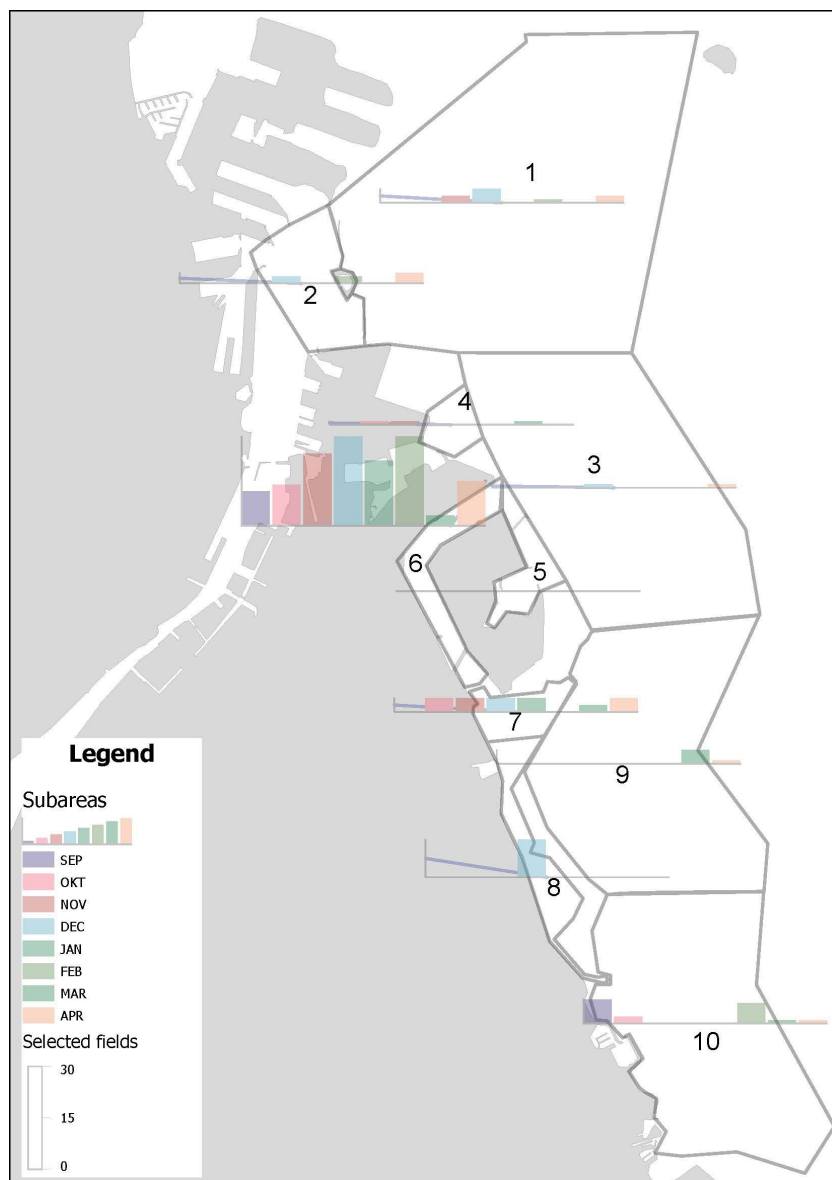 1
2
4
3
6
5
7
9
8
10
Legend
Subareas
SEP
OKT
NOV
DEC
JAN
FEB
MAR
APR
Selected fields
30
15
0